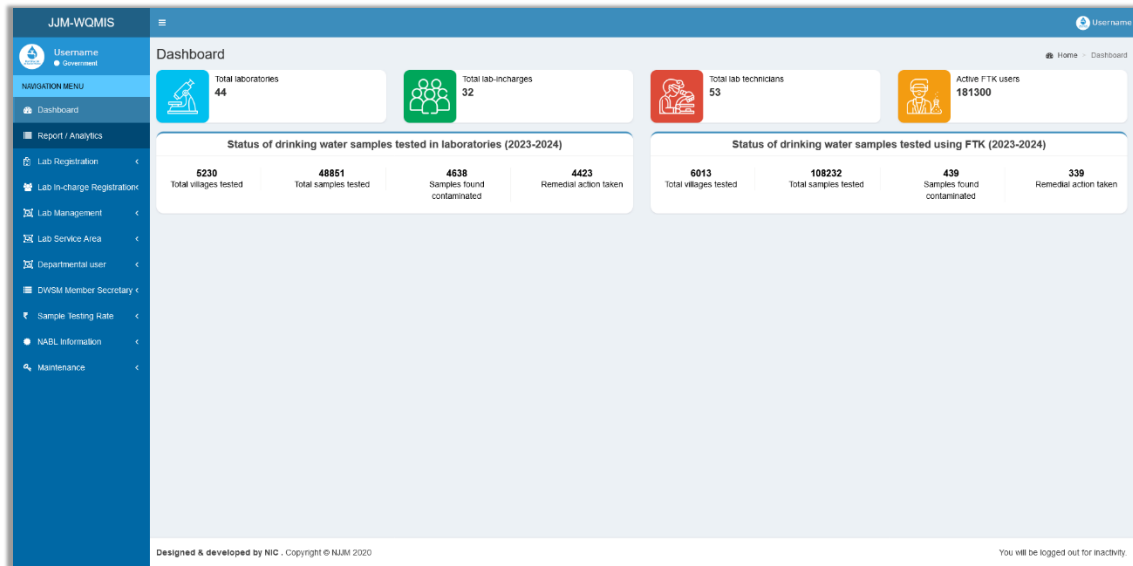 JJM-WQMIS
Username
Username
Goverment
NAVIGATION MENU
Dashboard
Report / Analytics
Lab Registration
Lab In-charge Registration
Lab Management
Lab Service Area
Departmental user
DWSM Member Secretary
Sample Testing Rate
NABL Information
Maintenance
Dashboard
Home > Dashboard
Total laboratories
44
Total lab-incharges
32
Total lab technicians
53
Active FTK users
181300
Status of drinking water samples tested in laboratories (2023-2024)
5230
Total villages tested
48851
Total samples tested
4638
Samples found
contaminated
4423
Remedial action taken
Status of drinking water samples tested using FTK (2023-2024)
6013
Total villages tested
108232
Total samples tested
439
Samples found
contaminated
339
Remedial action taken
Designed & developed by NIC . Copyright © NJJM 2020
You will be logged out for inactivity.